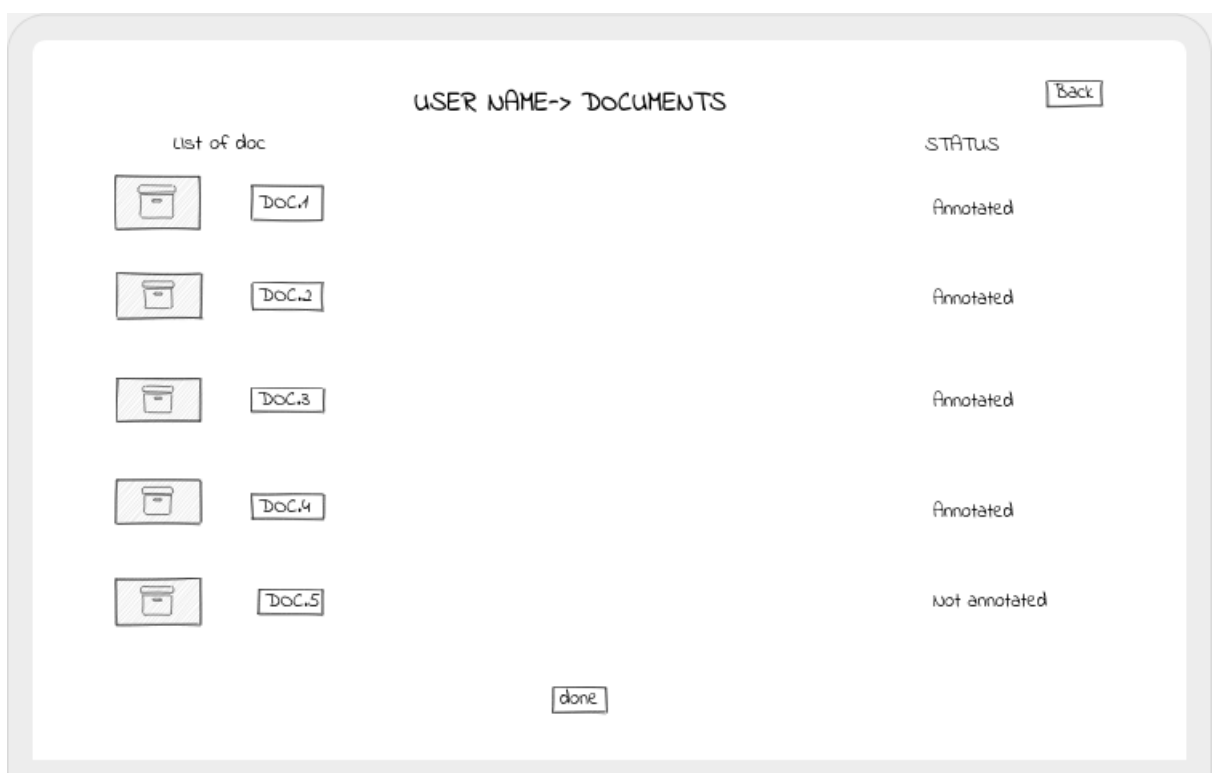 Back
USER NAME-> DOCUMENTS
List of doc
STATUS
DOC.1
Annotated
DOC.2
Annotated
DOC.3
Annotated
DOC.4
Annotated
DOC.5
Not annotated
done